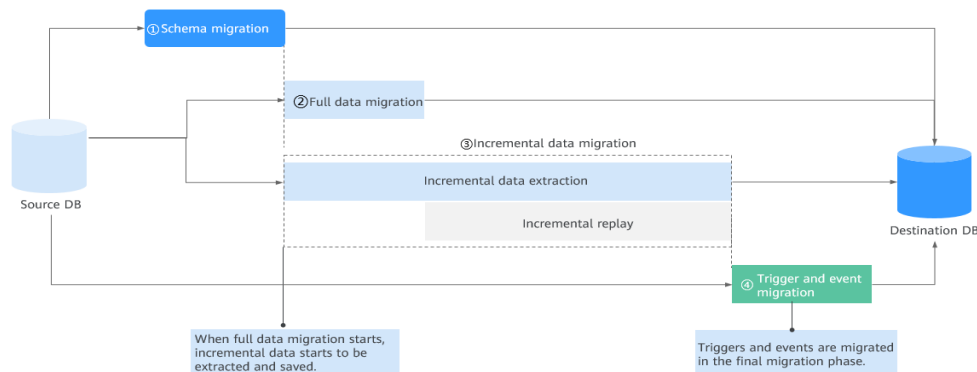 ①Schema migration
②Full data migration
③Incremental data migration
Incremental data extraction
Source DB
Incremental replay
Destination DB
④ Trigger and event
migration
When full data migration starts,
incremental data starts to be
extracted and saved.
Triggers and events are migrated
in the final migration phase.